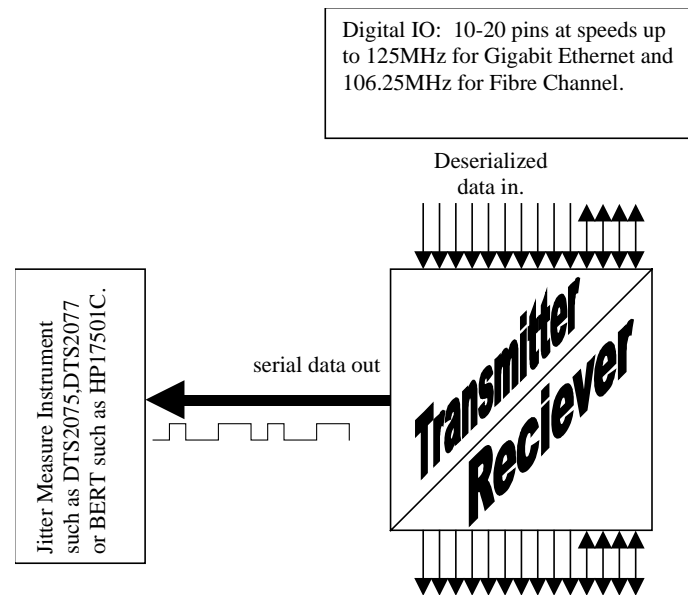 Digital IO: 10-20 pins at speeds up
to 125MHz for Gigabit Ethernet and
106.25MHz for Fibre Channel.
Deserialized
data in.
Jitter Measure Instrument
such as DTS2075,DTS2077
or BERT such as HP17501C.
serial data out
Transmitter
Reciever